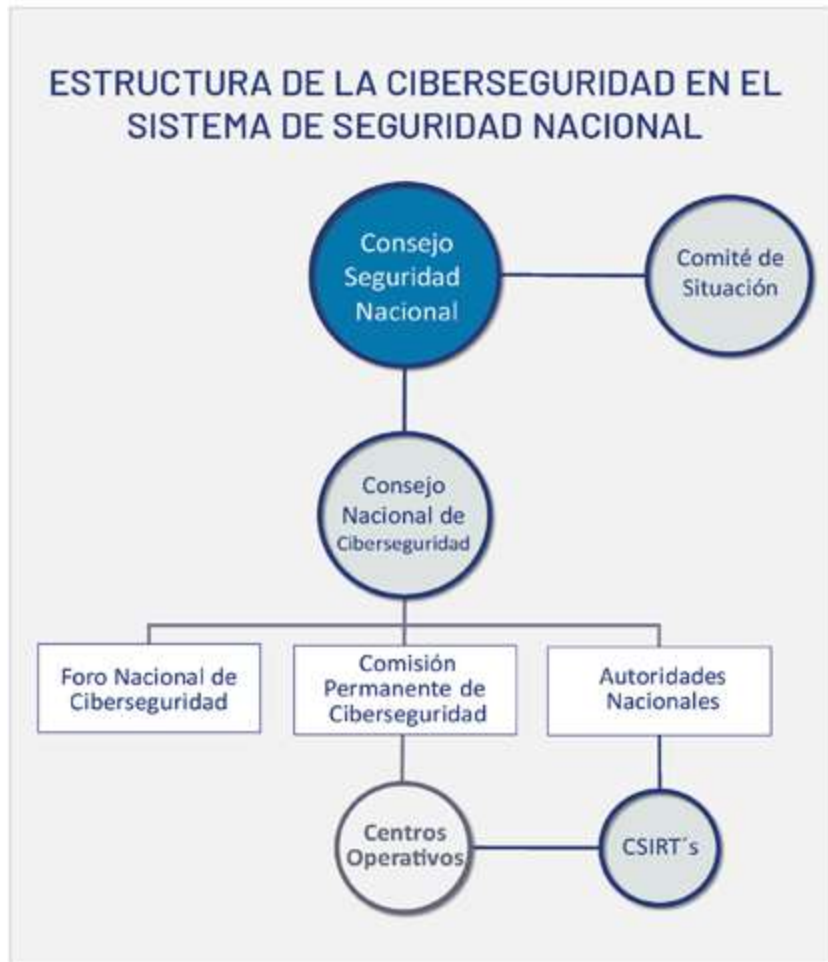 ESTRUCTURA DE LA CIBERSEGURIDAD EN EL
SISTEMA DE SEGURIDAD NACIONAL
Consejo
Seguridad
Nacional
Comité de
Situación
Consejo
Nacional de
Ciberseguridad
Foro Nacional de
Ciberseguridad
Comisión
Permanente de
Ciberseguridad
Autoridades
Nacionales
Centros
Operativos
CSIRT´s